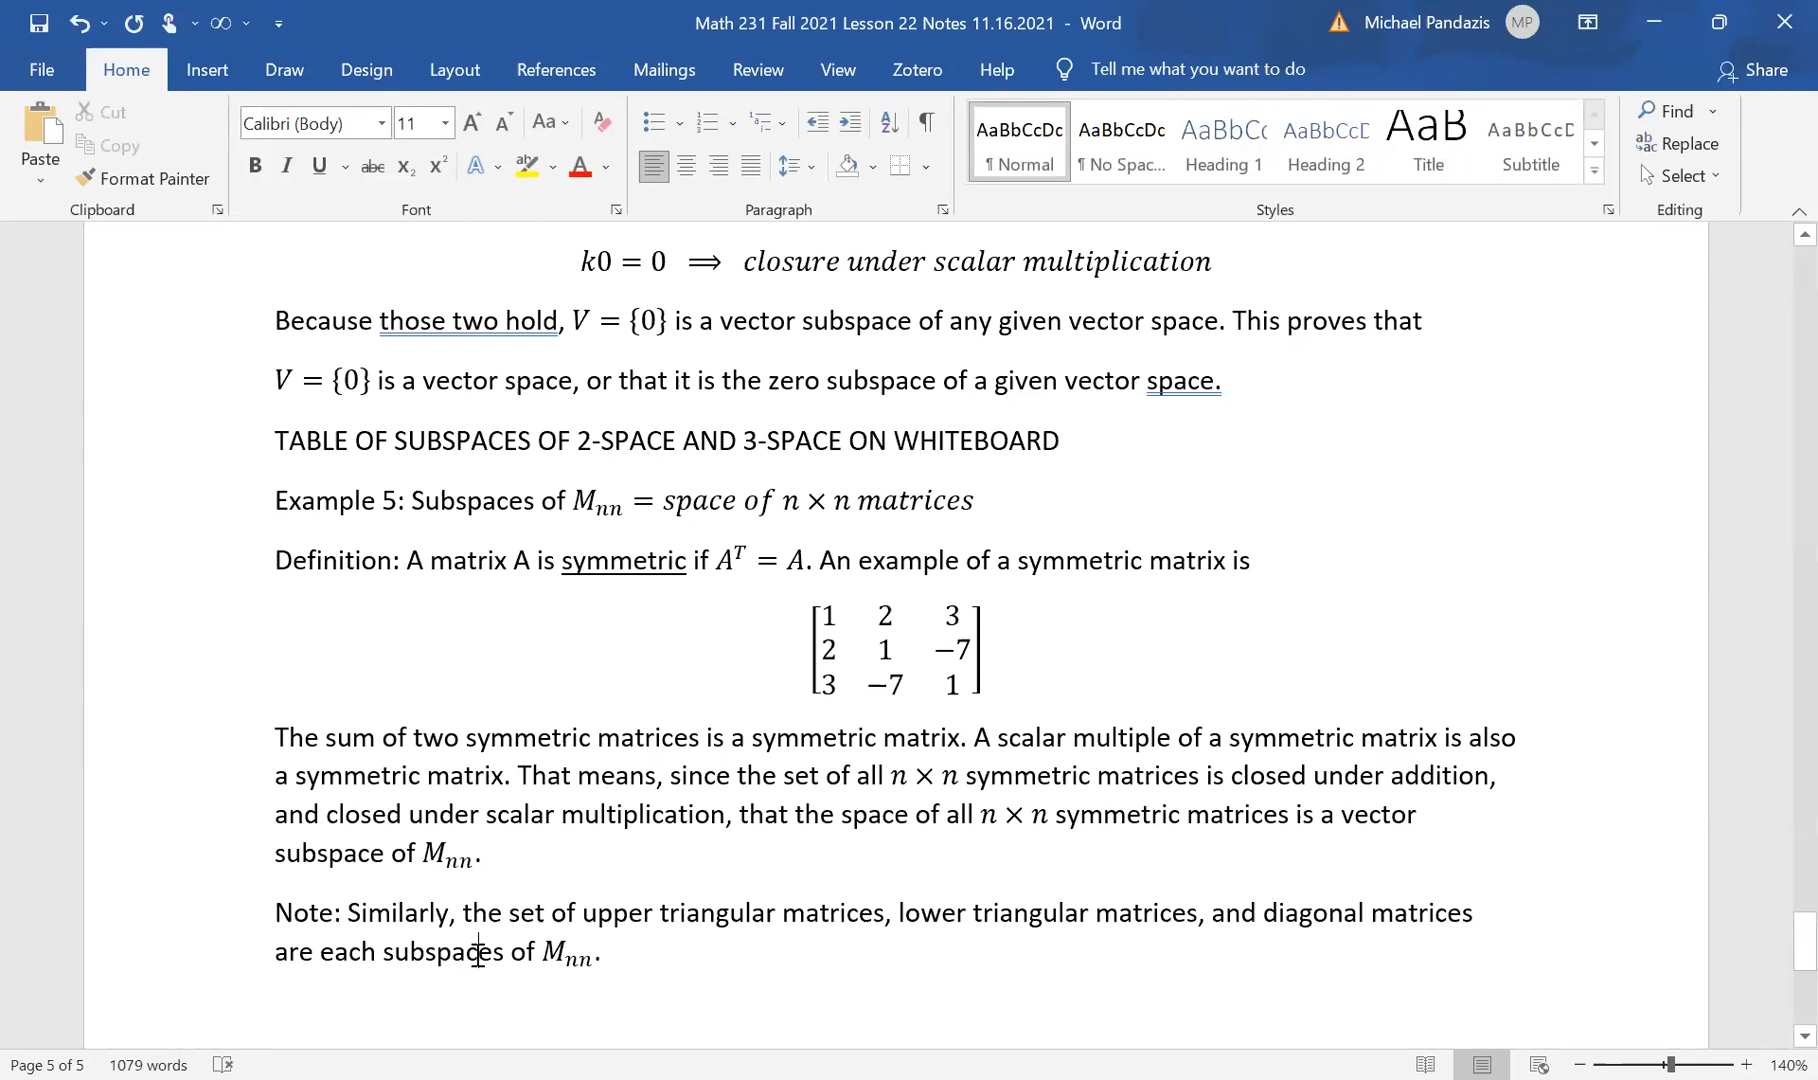 Math 231 Fall 2021 Lesson 22 Notes 11.16.2021 - Word
Michael Pandazis MP
File Home Insert Draw Design Layout References Mailings Review View Zotero Help Tell me what you want to do Share
Paste
Cut
Copy
Format Painter
Clipboard
Calibri (Body) 11 A A Aa A
B I U abc X₂ X² A A
Font
Paragraph
AaBbCcDc AaBbCcDc AaBbCc AaBbCcD AaB AaBbCcD
¶ Normal ¶ No Spac... Heading 1 Heading 2 Title Subtitle
Styles
Find
Replace
Select
Editing
k0 = 0 ⟹ closure under scalar multiplication
Because those two hold, V = {0} is a vector subspace of any given vector space. This proves that
V = {0} is a vector space, or that it is the zero subspace of a given vector space.
TABLE OF SUBSPACES OF 2-SPACE AND 3-SPACE ON WHITEBOARD
Example 5: Subspaces of Mₙₙ = space of n × n matrices
Definition: A matrix A is symmetric if Aᵀ = A. An example of a symmetric matrix is
1 2 3
2 1 −7
3 −7 1
The sum of two symmetric matrices is a symmetric matrix. A scalar multiple of a symmetric matrix is also
a symmetric matrix. That means, since the set of all n × n symmetric matrices is closed under addition,
and closed under scalar multiplication, that the space of all n × n symmetric matrices is a vector
subspace of Mₙₙ.
Note: Similarly, the set of upper triangular matrices, lower triangular matrices, and diagonal matrices
are each subspaces of Mₙₙ.
Page 5 of 5 1079 words 140%